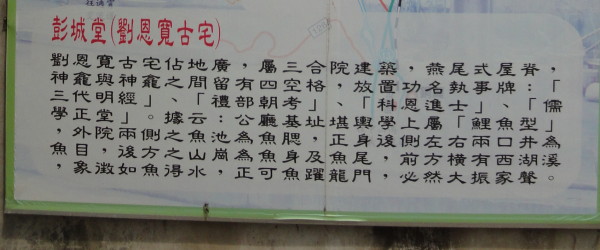 彭城堂(劉恩寬古宅)
劉恩寬古宅佔地廣，屬三合院建築，燕尾式屋脊，
神龕與神龕之間留有四空格，放置功名執事牌：「
三代明經」、「禮部朝考」、「科恩進士」、「儒
學正堂」。據云：公廳基址，堪輿學上屬「鯉魚型」
，外院兩側魚池為魚腮，後左右兩口井為
魚目，後方之山崗為魚身及魚尾，前方橫有西湖溪
，象徵如魚得水，正可魚躍龍門，必然大振家聲。